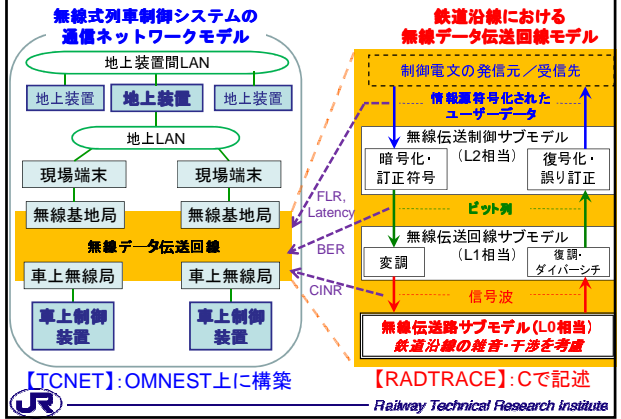 無線式列車制御システムの
通信ネットワークモデル
地上装置間LAN
地上装置
地上装置
地上装置
地上LAN
現場端末
現場端末
無線基地局
無線基地局
無線データ伝送回線
車上無線局
車上無線局
車上制御
装置
車上制御
装置
【TCNET】：OMNEST上に構築
FLR,
Latency
BER
CINR
鉄道沿線における
無線データ伝送回線モデル
制御電文の発信元／受信先
情報源符号化された
ユーザーデータ
無線伝送制御サブモデル
（L2相当）
暗号化・
訂正符号
復号化・
誤り訂正
ビット列
無線伝送回線サブモデル
（L1相当）
変調
復調・
ダイバーシチ
信号波
無線伝送路サブモデル（L0相当）
鉄道沿線の雑音・干渉を考慮
【RADTRACE】：Cで記述
JR
Railway Technical Research Institute